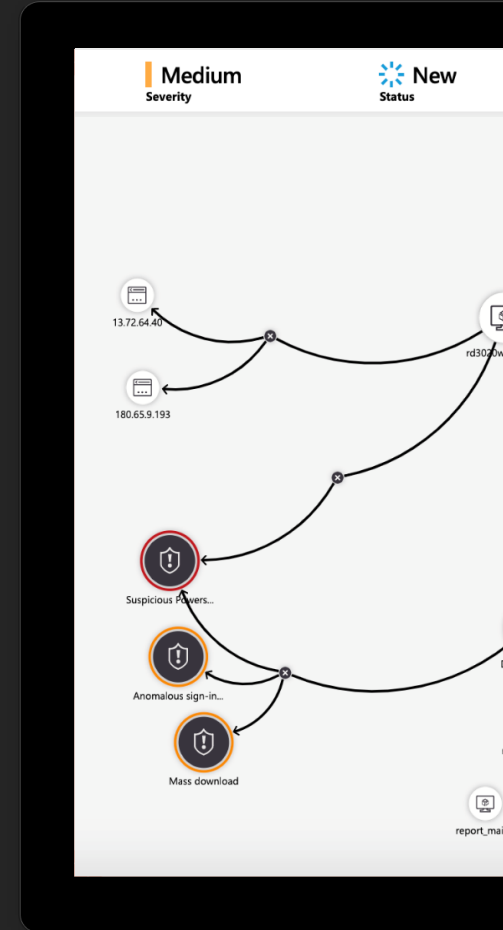 Medium
Severity
New
Status
13.72.64.40
rd3020w
180.65.9.193
Suspicious Powers...
Anomalous sign-in...
Mass download
report_mai